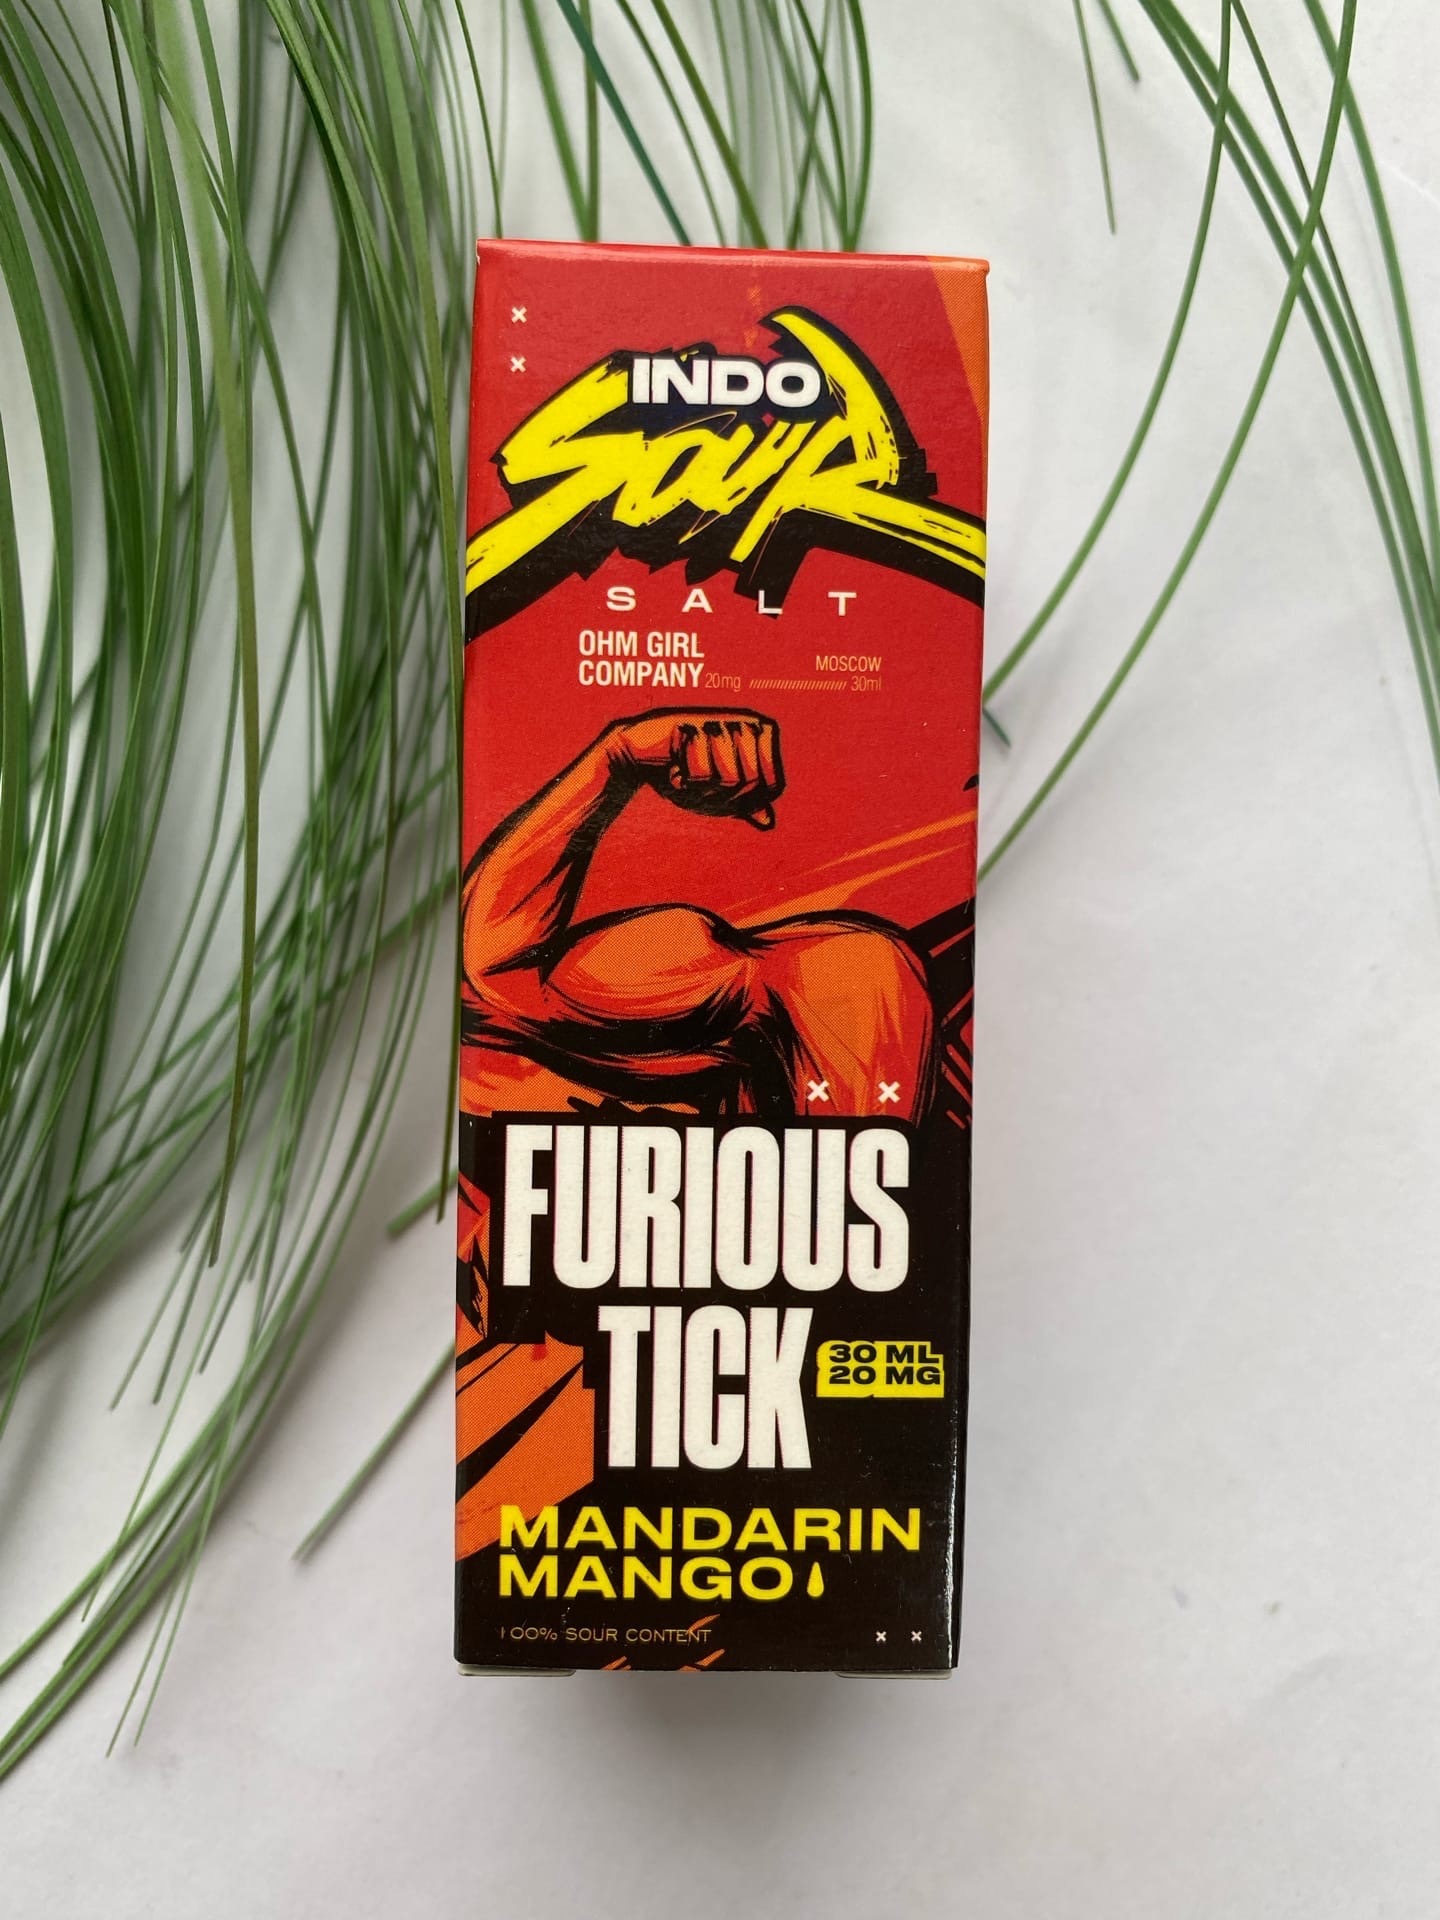 INDO
SOUR
SALT
OHM GIRL
COMPANY 20mg
MOSCOW
30ml
FURIOUS
TICK
30 ML
20 MG
MANDARIN
MANGO
100% SOUR CONTENT